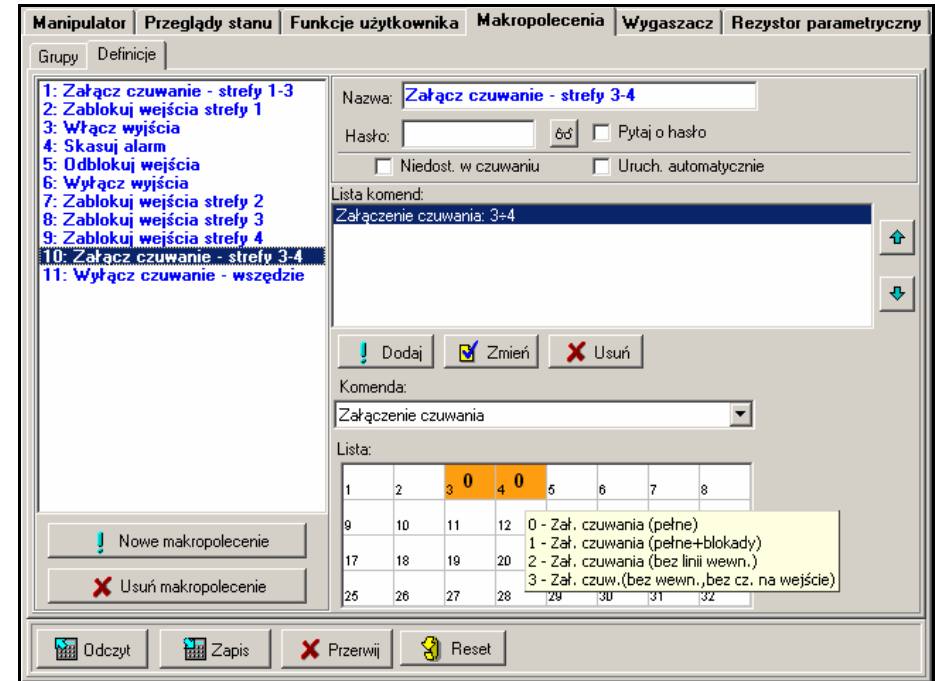 Manipulator Przeglądy stanu Funkcje użytkownika Makropolecenia Wygaszacz Rezystor parametryczny
Grupy Definicje
1: Załącz czuwanie - strefy 1-3
2: Zablokuj wejścia strefy 1
3: Włącz wyjścia
4: Skasuj alarm
5: Odblokuj wejścia
6: Wyłącz wyjścia
7: Zablokuj wejścia strefy 2
8: Zablokuj wejścia strefy 3
9: Zablokuj wejścia strefy 4
10: Załącz czuwanie - strefy 3-4
11: Wyłącz czuwanie - wszędzie
Nowe makropolecenie
Usuń makropolecenie
Nazwa: Załącz czuwanie - strefy 3-4
Hasło: Pytaj o hasło
Niedost. w czuwaniu Uruch. automatycznie
Lista komend:
Załączenie czuwania: 3÷4
Dodaj Zmień Usuń
Komenda:
Załączenie czuwania
Lista:
1 2 3 0 4 0 5 6 7 8
9 10 11 12
17 18 19 20
25 26 27 28 29 30 31 32
0 - Zał. czuwania (pełne)
1 - Zał. czuwania (pełne+blokady)
2 - Zał. czuwania (bez linii wewn.)
3 - Zał. czuw.(bez wewn.,bez cz. na wejście)
Odczyt Zapis Przerwij Reset